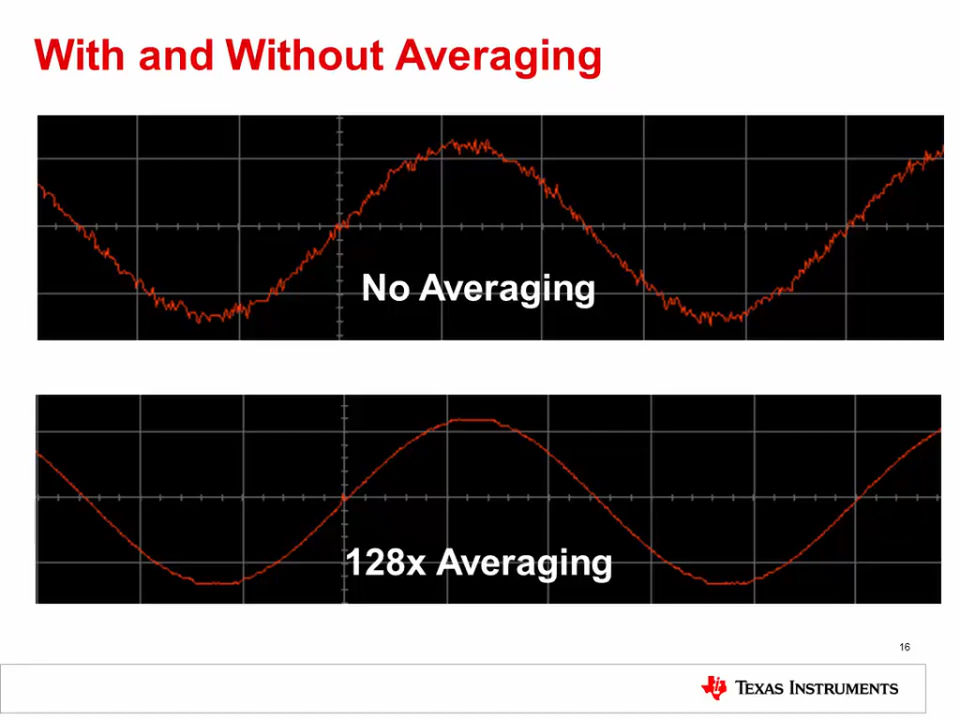 With and Without Averaging
No Averaging
128x Averaging
16
TEXAS INSTRUMENTS